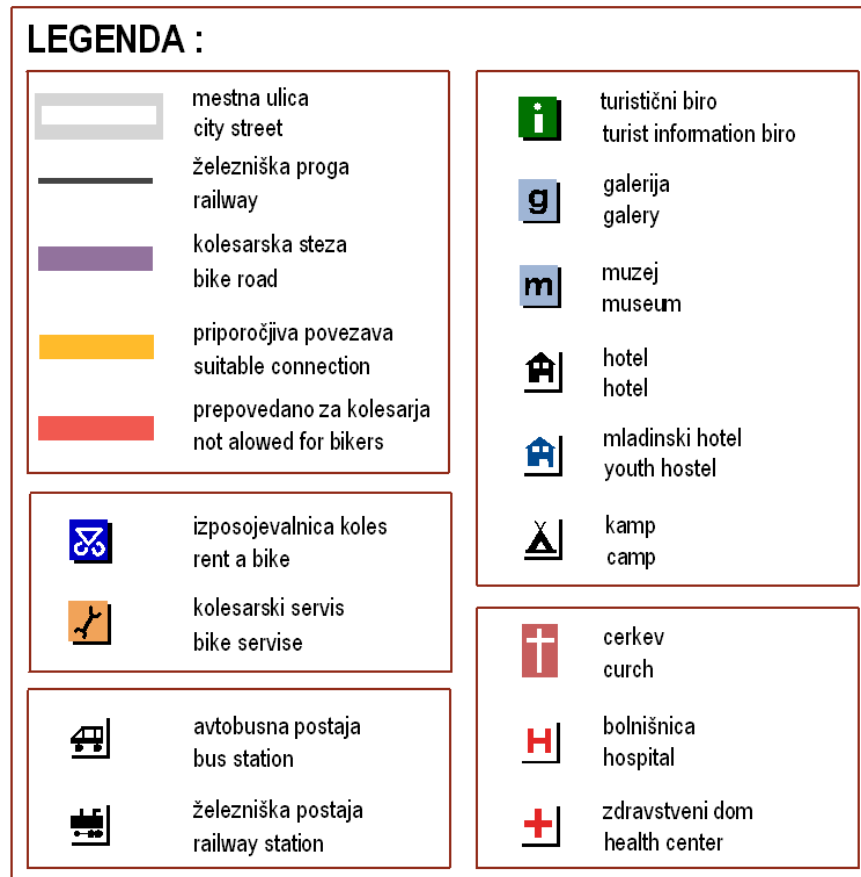 LEGENDA :
mestna ulica
city street
železniška proga
railway
kolesarska steza
bike road
priporočjiva povezava
suitable connection
prepovedano za kolesarja
not alowed for bikers
izposojevalnica koles
rent a bike
kolesarski servis
bike servise
avtobusna postaja
bus station
železniška postaja
railway station
i
turistični biro
turist information biro
g
galerija
galery
m
muzej
museum
hotel
hotel
mladinski hotel
youth hostel
kamp
camp
cerkev
curch
H
bolnišnica
hospital
zdravstveni dom
health center